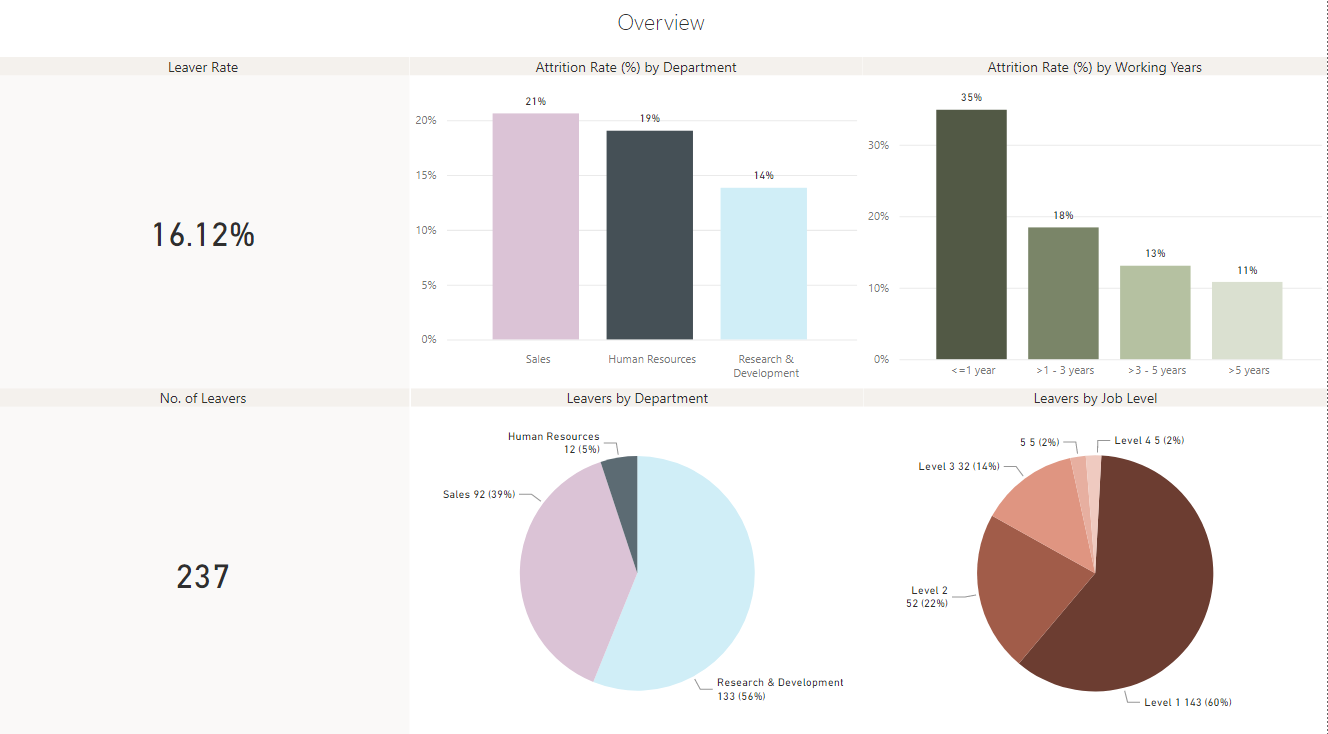 Overview
Leaver Rate
16.12%
Attrition Rate (%) by Department
21%
19%
14%
20%
15%
10%
5%
0%
Sales
Human Resources
Research &
Development
Attrition Rate (%) by Working Years
35%
18%
13%
11%
30%
20%
10%
0%
<=1 year
>1 - 3 years
>3 - 5 years
>5 years
No. of Leavers
237
Leavers by Department
Human Resources
12 (5%)
Sales 92 (39%)
Research & Development
133 (56%)
Leavers by Job Level
5 5 (2%)
Level 4 5 (2%)
Level 3 32 (14%)
Level 2
52 (22%)
Level 1 143 (60%)